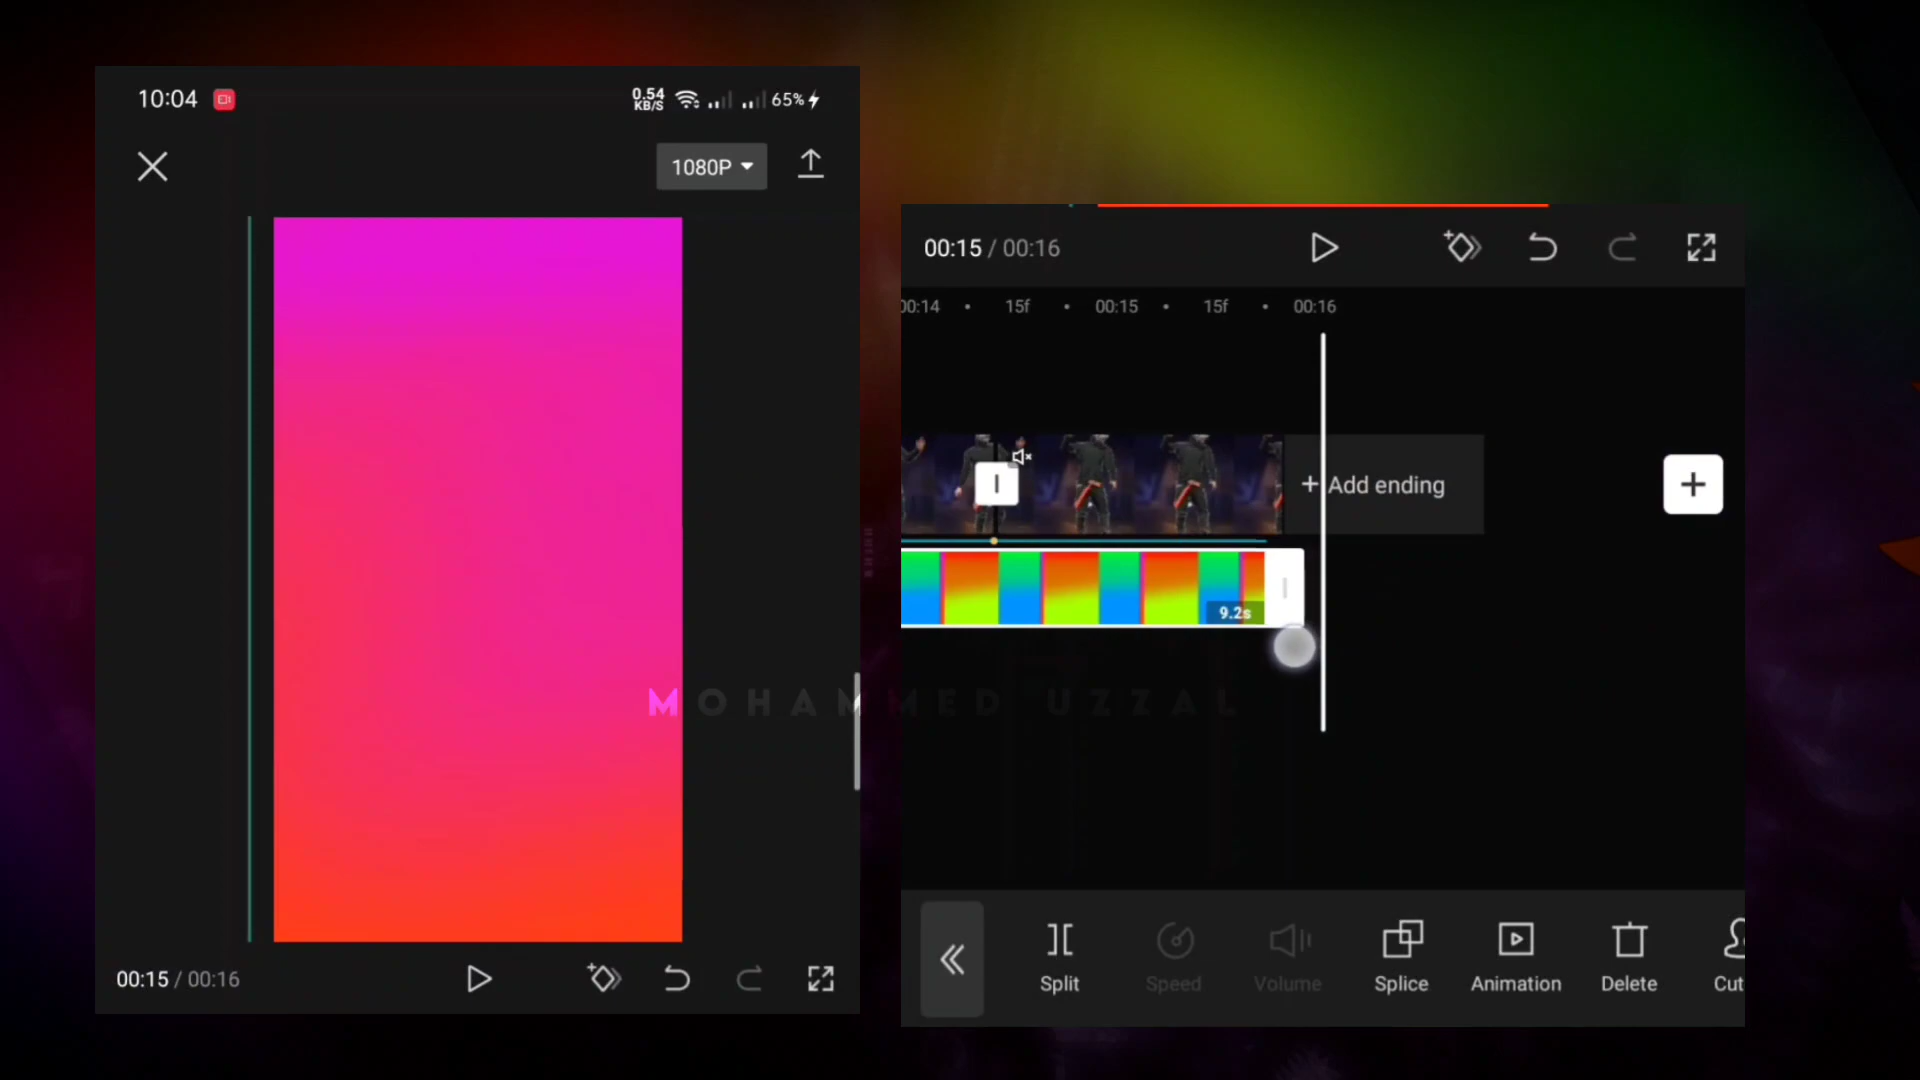 10:04
0.54
KB/S
65%
1080P
00:15 / 00:16
00:14 15f 00:15 15f 00:16
+ Add ending
9.2s
MOHAMMED UZZAL
Split Speed Volume Splice Animation Delete Cut
00:15 / 00:16